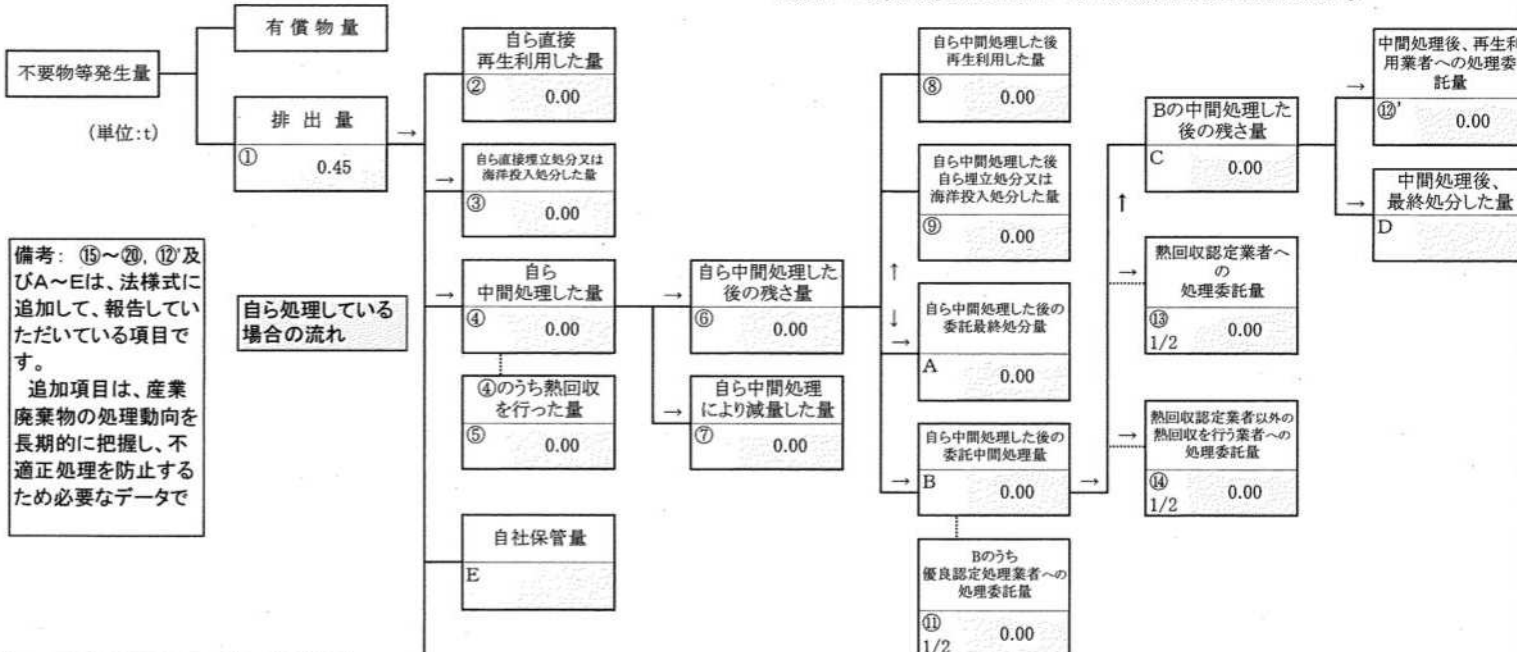 有償物量
不要物等発生量
(単位:t)
排出量
①
0.45
→
備考: ⑮～⑳, ⑫'及
びA～Eは、法様式に
追加して、報告してい
ただいている項目で
す。
追加項目は、産業
廃棄物の処理動向を
長期的に把握し、不
適正処理を防止する
ため必要なデータで
自ら処理している
場合の流れ
自ら直接
再生利用した量
②
0.00
→
自ら直接埋立処分又は
海洋投入処分した量
③
0.00
→
自ら
中間処理した量
④
0.00
④のうち熱回収
を行った量
⑤
0.00
自社保管量
E
→
自ら中間処理した
後の残さ量
⑥
0.00
→
自ら中間処理
により減量した量
⑦
0.00
自ら中間処理した後
再生利用した量
⑧
0.00
自ら中間処理した後
自ら埋立処分又は
海洋投入処分した量
⑨
0.00
↑
↓
→
自ら中間処理した後の
委託最終処分量
A
0.00
→
自ら中間処理した後の
委託中間処理量
B
0.00
→
Bのうち
優良認定処理業者への
処理委託量
⑪
1/2
0.00
→
Bの中間処理した
後の残さ量
C
0.00
↑
→
熱回収認定業者へ
の
処理委託量
⑬
1/2
0.00
→
熱回収認定業者以外の
熱回収を行う業者への
処理委託量
⑭
1/2
0.00
→
中間処理後、再生利
用業者への処理委
託量
⑫'
0.00
→
中間処理後、
最終処分した量
D